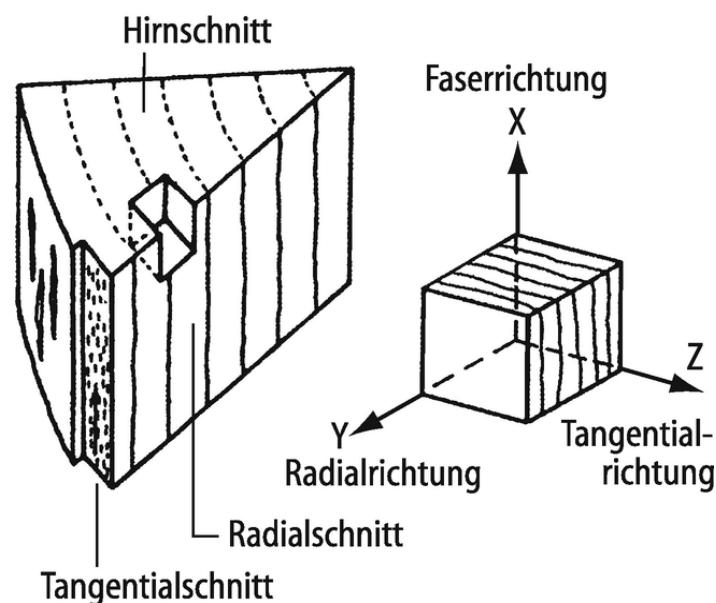 Hirnschnitt
Faserrichtung
X
Z
Y
Tangential-
richtung
Radialrichtung
Radialschnitt
Tangentialschnitt